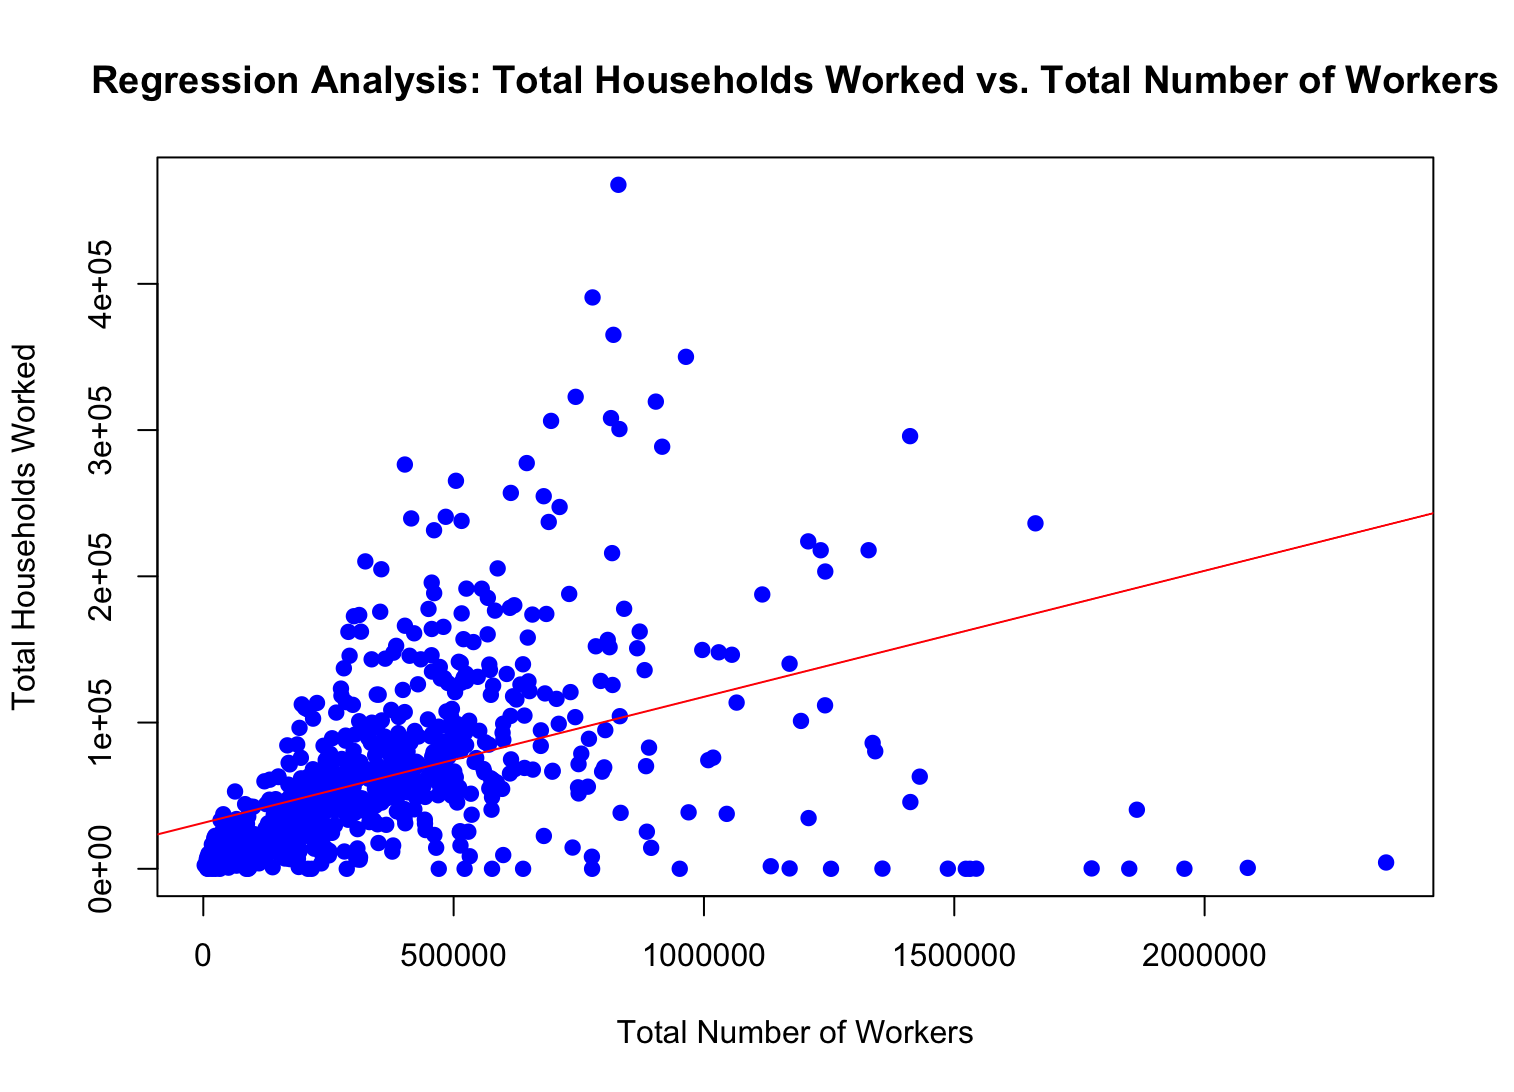 Regression Analysis: Total Households Worked vs. Total Number of Workers
Total Households Worked
4e+05
3e+05
2e+05
1e+05
0e+00
0
500000
1000000
1500000
2000000
Total Number of Workers